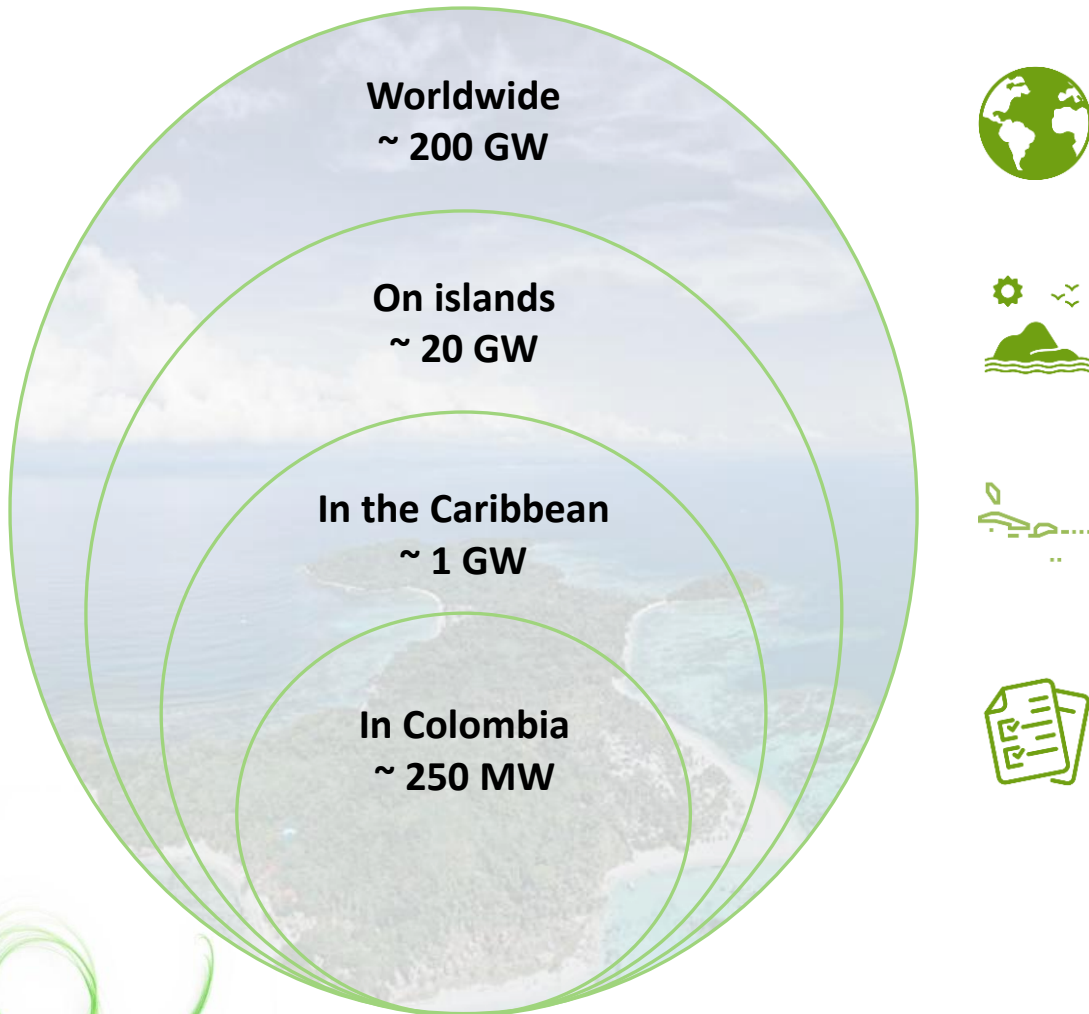 Worldwide
~ 200 GW
On islands
~ 20 GW
In the Caribbean
~ 1 GW
In Colombia
~ 250 MW